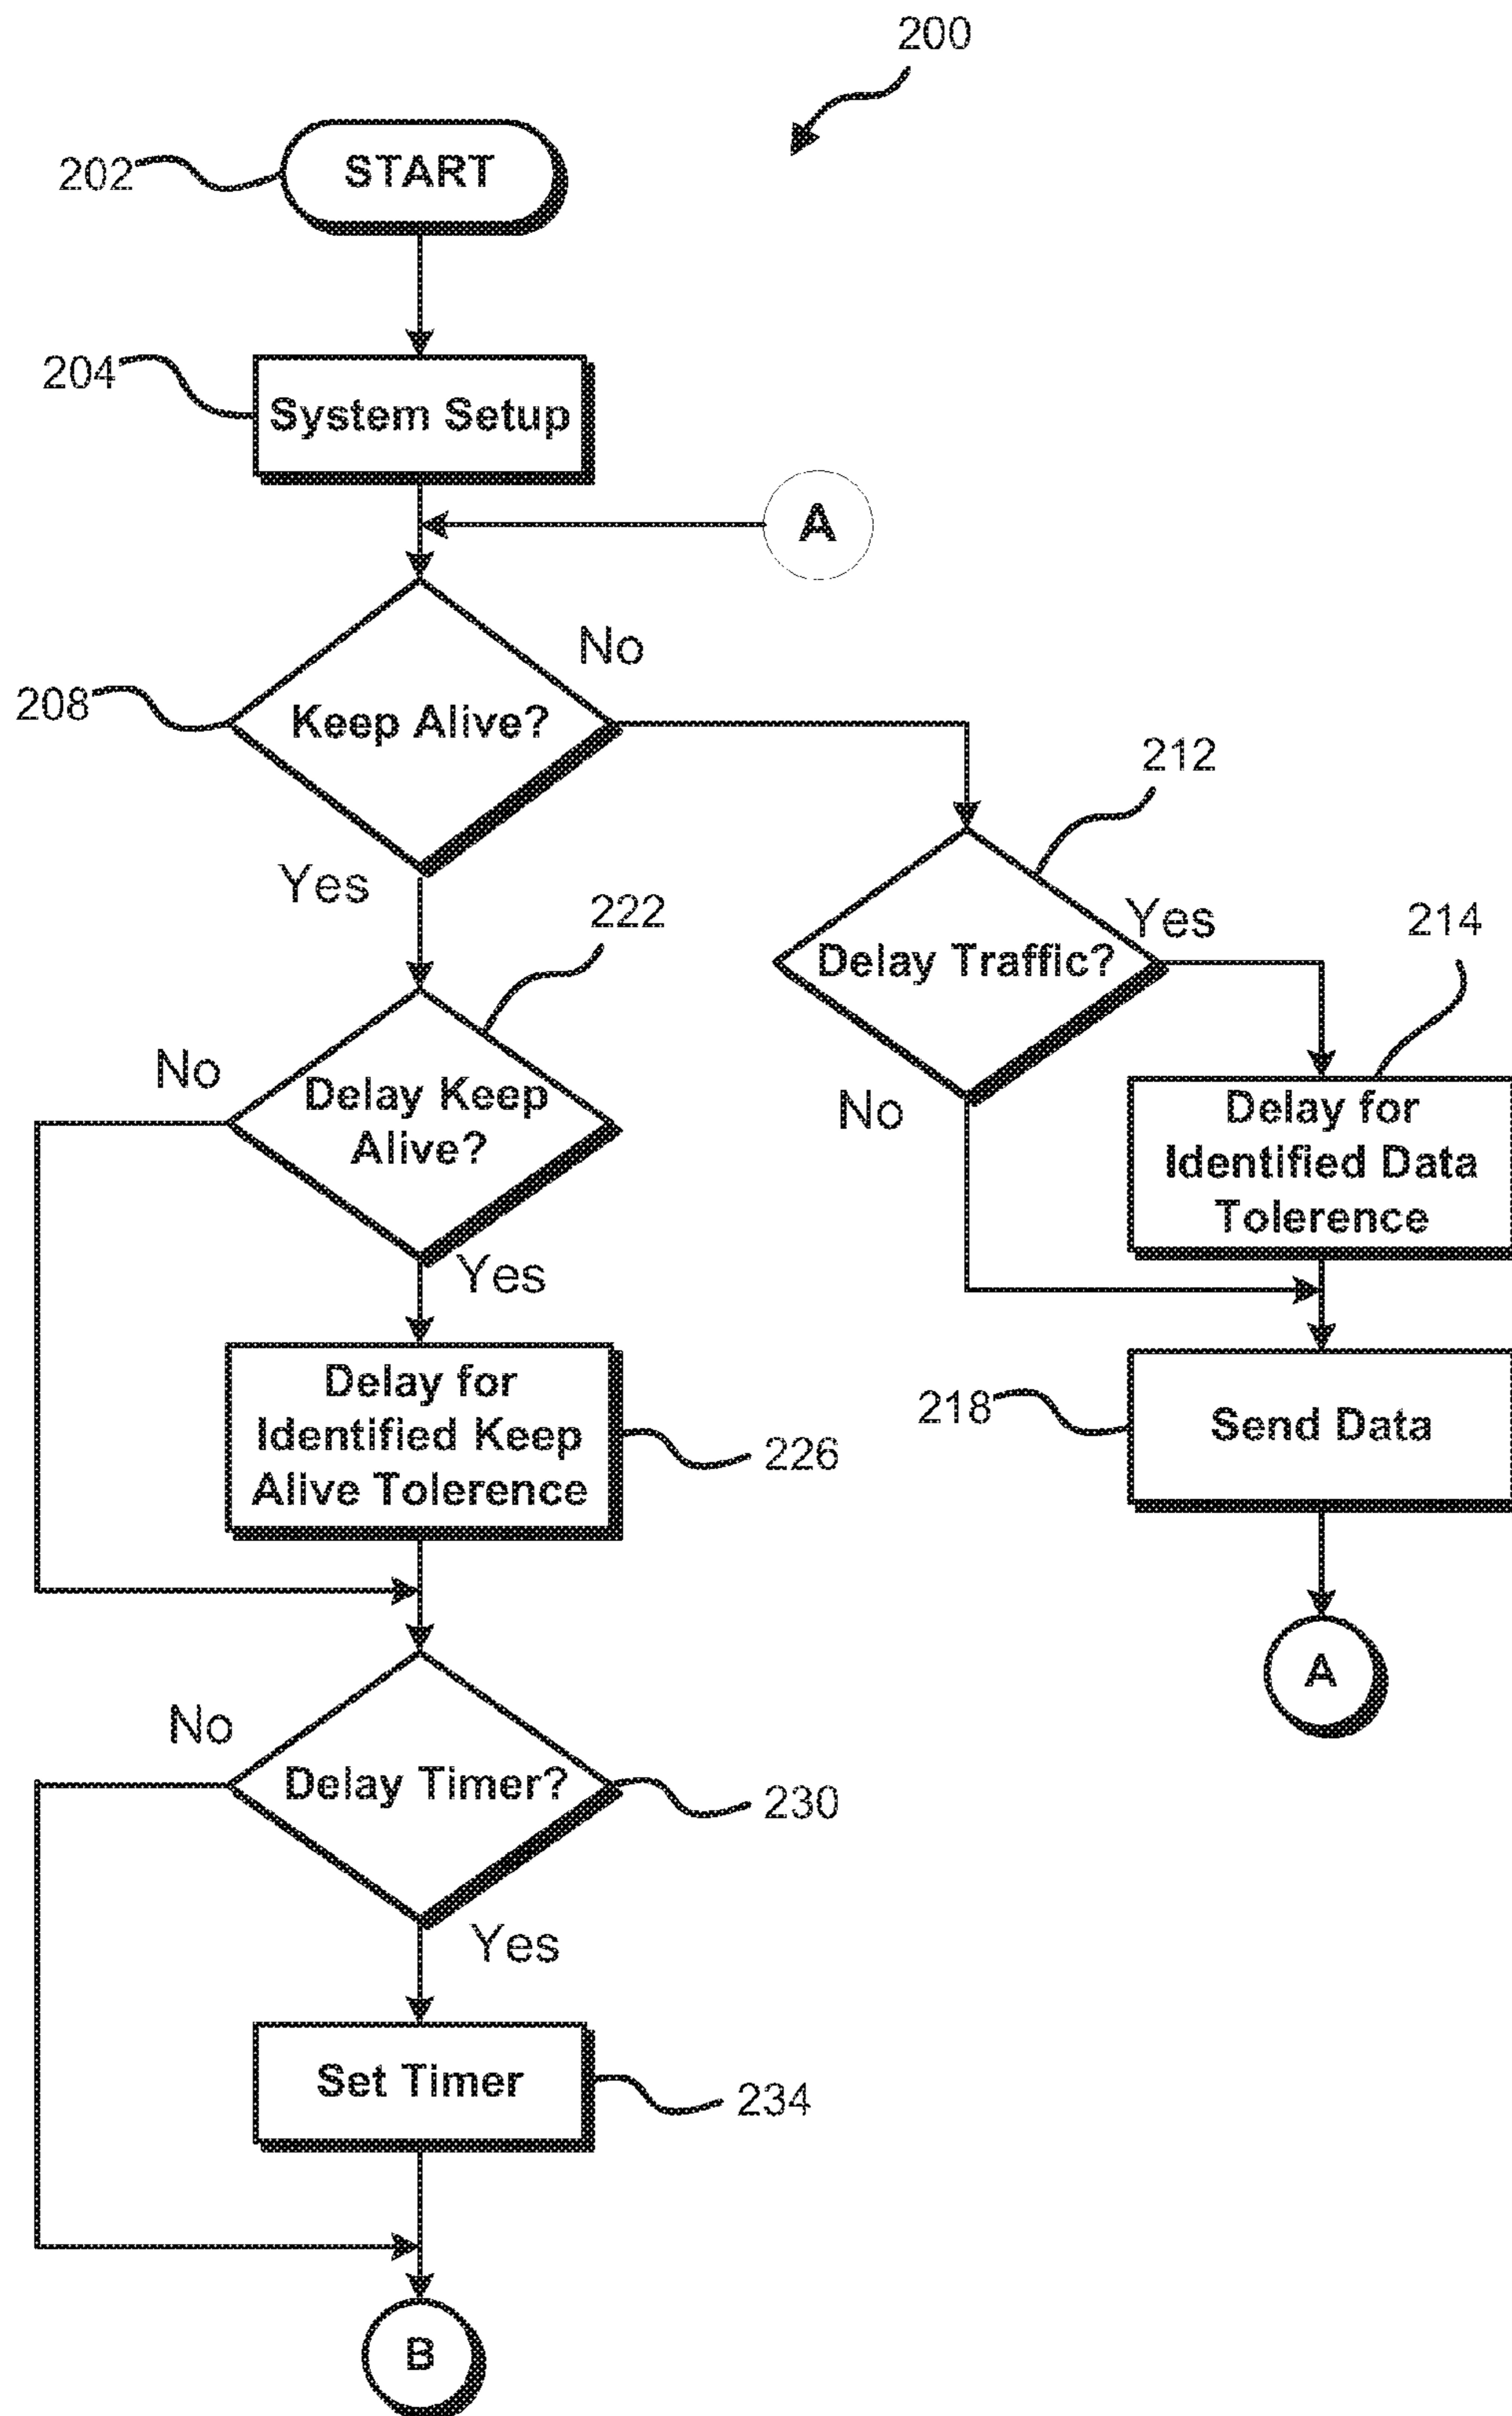 200
202
START
204
System Setup
A
No
208
Keep Alive?
212
Yes
222
Yes
214
Delay Traffic?
No
Delay Keep
Alive?
No
Delay for
Identified Data
Tolerence
Yes
Delay for
Identified Keep
Alive Tolerence
226
218
Send Data
A
No
Delay Timer?
230
Yes
Set Timer
234
B